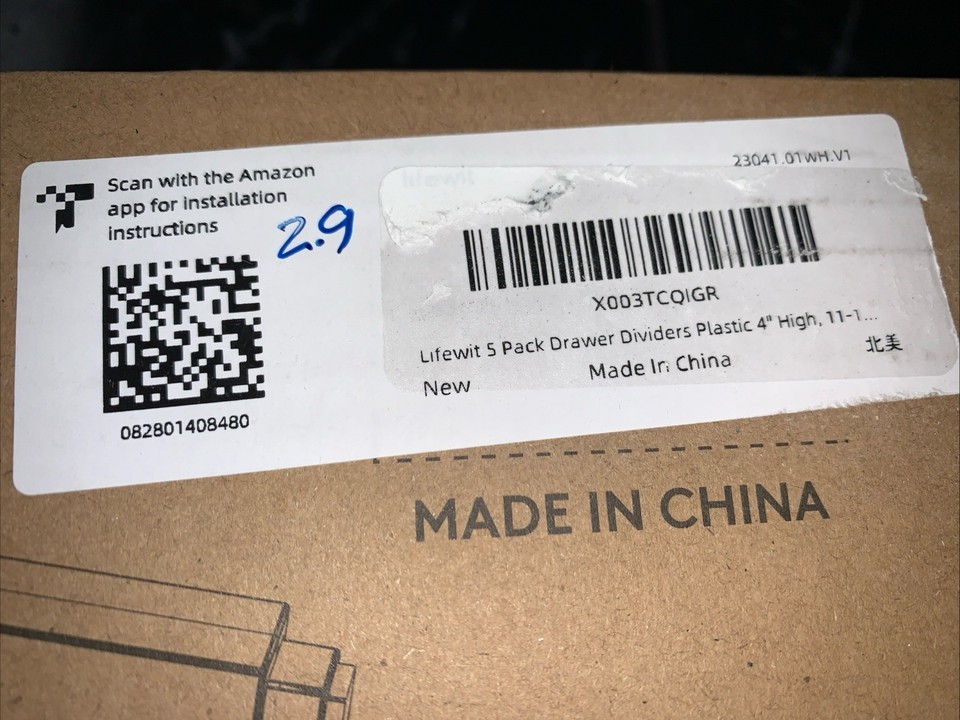 Scan with the Amazon
app for installation
instructions
2.9
082801408480
23041.01WH.V1
lifewit
X003TCQIGR
Lifewit 5 Pack Drawer Dividers Plastic 4" High, 11-1...
北美
New
Made In China
MADE IN CHINA